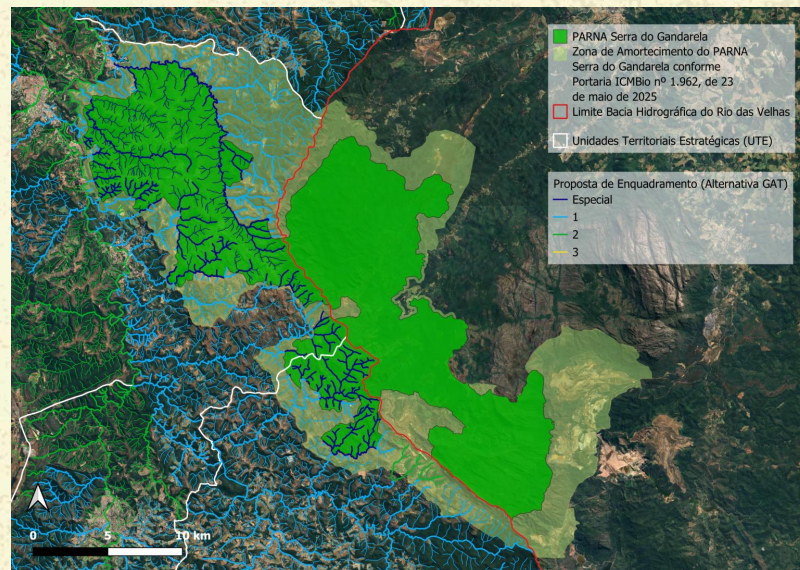 PARNA Serra do Gandarela
Zona de Amortecimento do PARNA
Serra do Gandarela conforme
Portaria ICMBio nº 1.962, de 23
de maio de 2025
Limite Bacia Hidrográfica do Rio das Velhas
Unidades Territoriais Estratégicas (UTE)
Proposta de Enquadramento (Alternativa GAT)
Especial
1
2
3
0 5 10 km